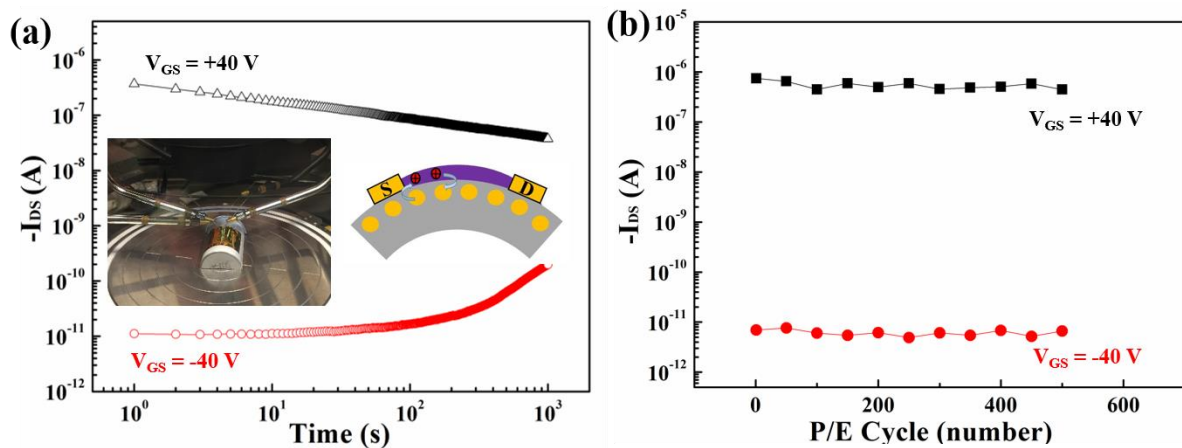 (a)
-I_DS (A)
10^-6
10^-7
10^-8
10^-9
10^-10
10^-11
10^-12
V_GS = +40 V
S
D
V_GS = -40 V
10^0
10^1
10^2
10^3
Time (s)
(b)
-I_DS (A)
10^-5
10^-6
10^-7
10^-8
10^-9
10^-10
10^-11
10^-12
V_GS = +40 V
V_GS = -40 V
0
200
400
600
P/E Cycle (number)